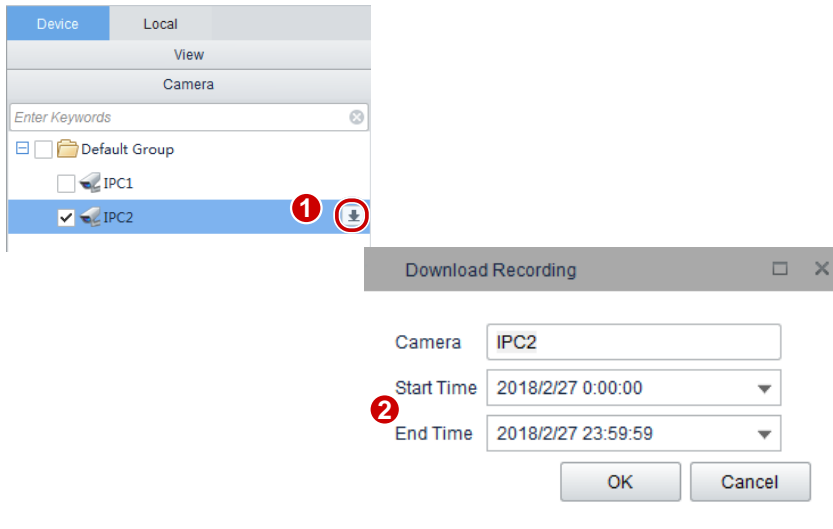 Device Local
View
Camera
Enter Keywords
Default Group
IPC1
IPC2 1
Download Recording
Camera IPC2
Start Time 2018/2/27 0:00:00
2
End Time 2018/2/27 23:59:59
OK Cancel